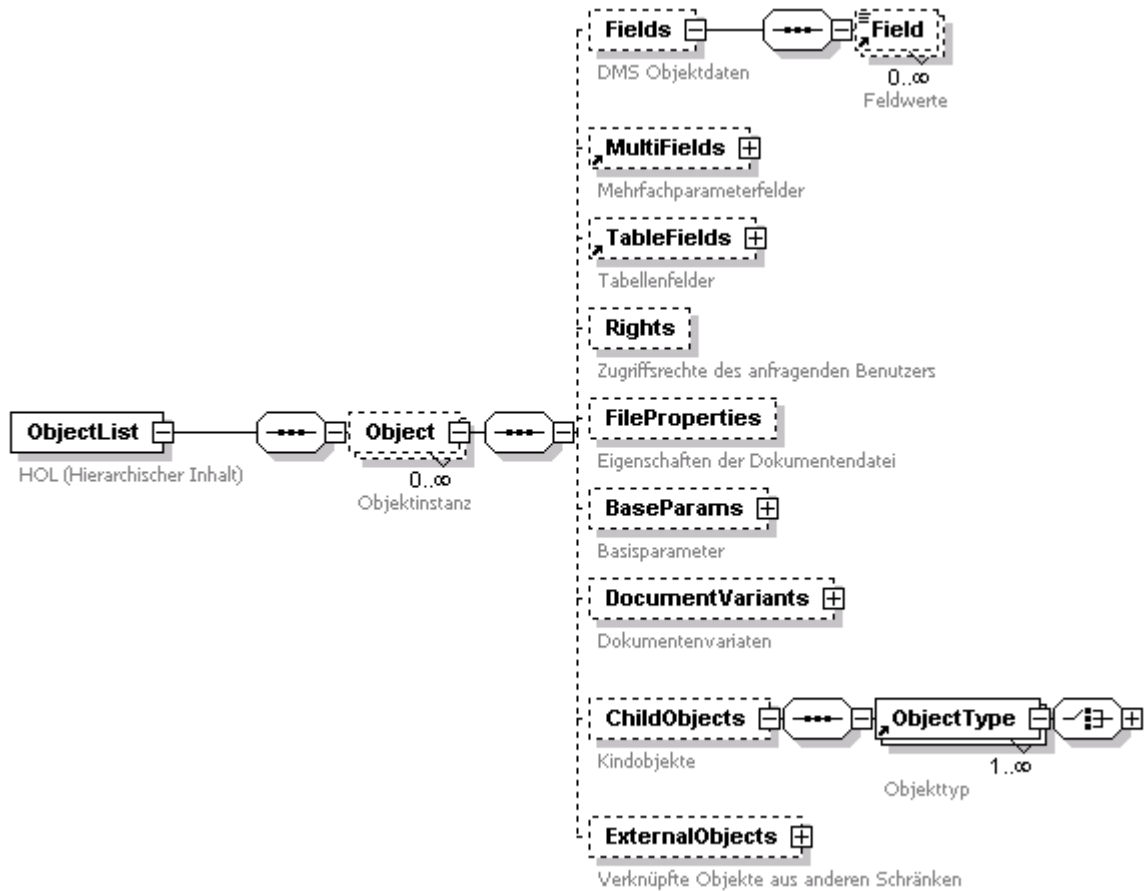 Fields
DMS Objektdaten
Field
0..∞
Feldwerte
MultiFields
Mehrfachparameterfelder
TableFields
Tabellenfelder
Rights
Zugriffsrechte des anfragenden Benutzers
ObjectList
HOL (Hierarchischer Inhalt)
Object
0..∞
Objektinstanz
FileProperties
Eigenschaften der Dokumentendatei
BaseParams
Basisparameter
DocumentVariants
Dokumentenvariaten
ChildObjects
Kindobjekte
ObjectType
1..∞
Objekttyp
ExternalObjects
Verknüpfte Objekte aus anderen Schränken